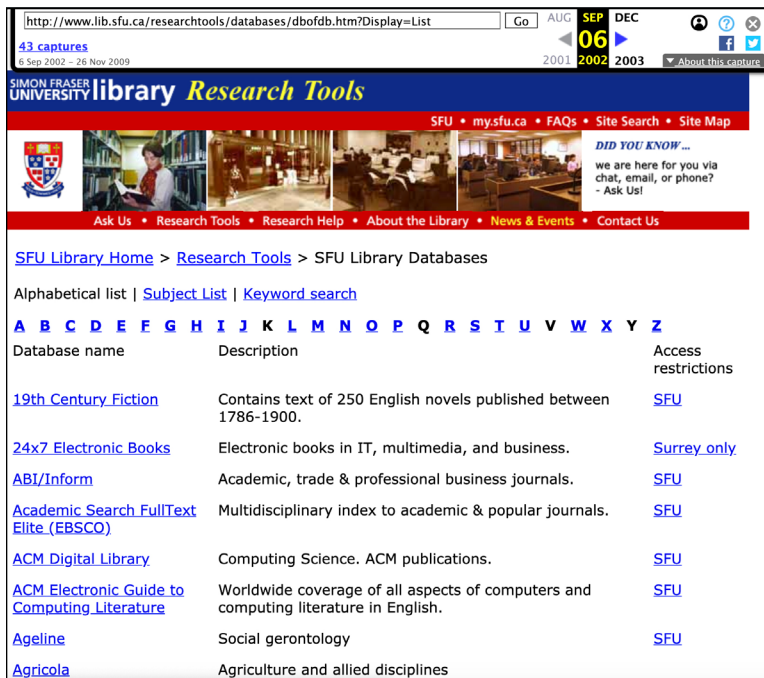 http://www.lib.sfu.ca/researchtools/databases/dbofdb.htm?Display=List Go AUG SEP DEC
43 captures 06
6 Sep 2002 – 26 Nov 2009 2001 2002 2003 ▼ About this capture
SIMON FRASER UNIVERSITY library Research Tools
SFU • my.sfu.ca • FAQs • Site Search • Site Map
DID YOU KNOW...
we are here for you via
chat, email, or phone?
- Ask Us!
Ask Us • Research Tools • Research Help • About the Library • News & Events • Contact Us
SFU Library Home > Research Tools > SFU Library Databases
Alphabetical list | Subject List | Keyword search
A B C D E F G H I J K L M N O P Q R S T U V W X Y Z
Database name Description Access
restrictions
19th Century Fiction Contains text of 250 English novels published between SFU
1786-1900.
24x7 Electronic Books Electronic books in IT, multimedia, and business. Surrey only
ABI/Inform Academic, trade & professional business journals. SFU
Academic Search FullText Multidisciplinary index to academic & popular journals. SFU
Elite (EBSCO)
ACM Digital Library Computing Science. ACM publications. SFU
ACM Electronic Guide to Worldwide coverage of all aspects of computers and SFU
Computing Literature computing literature in English.
Ageline Social gerontology SFU
Agricola Agriculture and allied disciplines